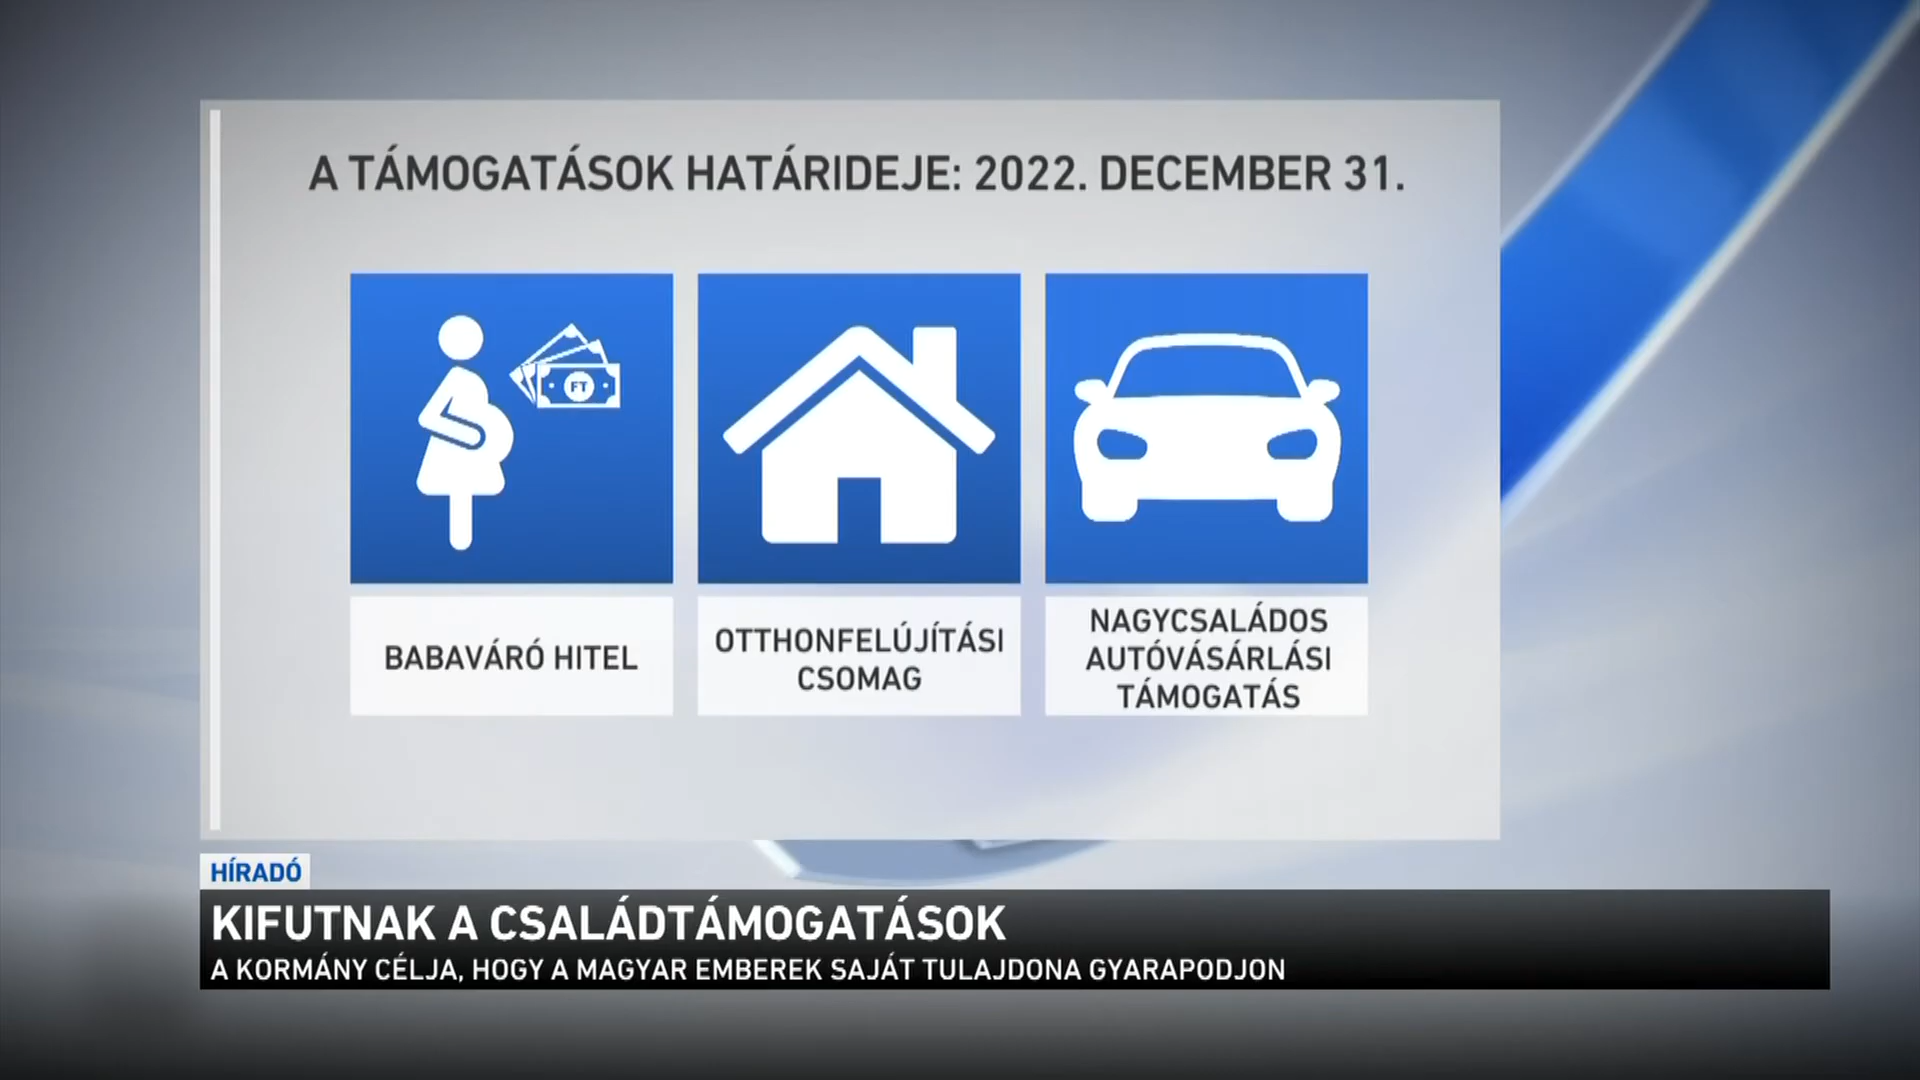 A TÁMOGATÁSOK HATÁRIDEJE: 2022. DECEMBER 31.
FT
BABAVÁRÓ HITEL
OTTHONFELÚJÍTÁSI
CSOMAG
NAGYCSALÁDOS
AUTÓVÁSÁRLÁSI
TÁMOGATÁS
HÍRADÓ
KIFUTNAK A CSALÁDTÁMOGATÁSOK
A KORMÁNY CÉLJA, HOGY A MAGYAR EMBEREK SAJÁT TULAJDONA GYARAPODJON